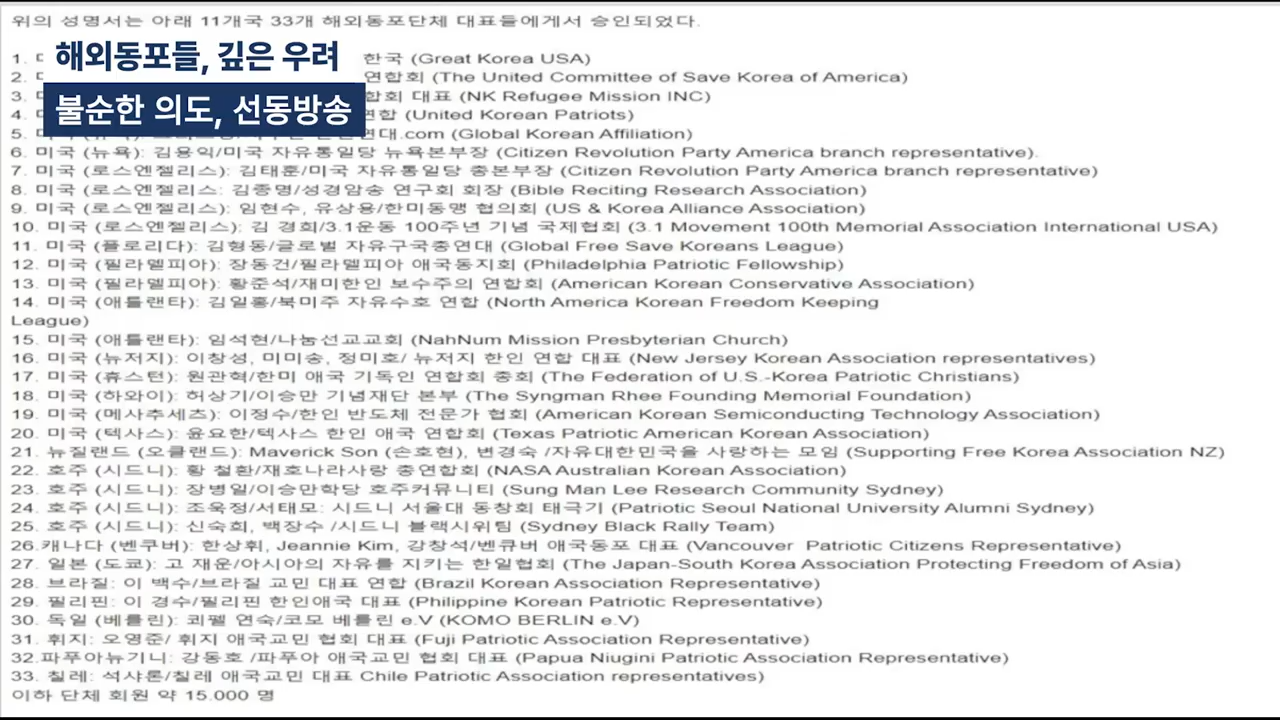 위의 성명서는 아래 11개국 33개 해외동포단체 대표들에게서 승인되었다.
해외동포들, 깊은 우려
불순한 의도, 선동방송
1. 한국 (Great Korea USA)
2. 연합회 (The United Committee of Save Korea of America)
3. 합회 대표 (NK Refugee Mission INC)
4. 연합 (United Korean Patriots)
5. 연대.com (Global Korean Affiliation)
6. 미국 (뉴욕): 김용익/미국 자유통일당 뉴욕본부장 (Citizen Revolution Party America branch representative).
7. 미국 (로스엔젤리스): 김태훈/미국 자유통일당 총본부장 (Citizen Revolution Party America branch representative)
8. 미국 (로스엔젤리스: 김종명/성경암송 연구회 회장 (Bible Reciting Research Association)
9. 미국 (로스엔젤리스): 임현수, 유상용/한미동맹 협의회 (US & Korea Alliance Association)
10. 미국 (로스엔젤리스): 김 경희/3.1운동 100주년 기념 국제협회 (3.1 Movement 100th Memorial Association International USA)
11. 미국 (플로리다): 김형동/글로벌 자유구국총연대 (Global Free Save Koreans League)
12. 미국 (필라델피아): 장동건/필라델피아 애국동지회 (Philadelphia Patriotic Fellowship)
13. 미국 (필라델피아): 황준석/재미한인 보수주의 연합회 (American Korean Conservative Association)
14. 미국 (애틀랜타): 김일홍/북미주 자유수호 연합 (North America Korean Freedom Keeping
League)
15. 미국 (애틀랜타): 임석현/나눔선교교회 (NahNum Mission Presbyterian Church)
16. 미국 (뉴저지): 이창성, 미미송, 정미호/ 뉴저지 한인 연합 대표 (New Jersey Korean Association representatives)
17. 미국 (휴스턴): 원관혁/한미 애국 기독인 연합회 총회 (The Federation of U.S.-Korea Patriotic Christians)
18. 미국 (하와이): 허상기/이승만 기념재단 본부 (The Syngman Rhee Founding Memorial Foundation)
19. 미국 (메사추세츠): 이정수/한인 반도체 전문가 협회 (American Korean Semiconducting Technology Association)
20. 미국 (텍사스): 윤요한/텍사스 한인 애국 연합회 (Texas Patriotic American Korean Association)
21. 뉴질랜드 (오클랜드): Maverick Son (손호현), 변경숙 /자유대한민국을 사랑하는 모임 (Supporting Free Korea Association NZ)
22. 호주 (시드니): 황 철환/재호나라사랑 총연합회 (NASA Australian Korean Association)
23. 호주 (시드니): 장병일/이승만학당 호주커뮤니티 (Sung Man Lee Research Community Sydney)
24. 호주 (시드니): 조욱정/서태모: 시드니 서울대 동창회 태극기 (Patriotic Seoul National University Alumni Sydney)
25. 호주 (시드니): 신숙희, 백장수 /시드니 블랙시위팀 (Sydney Black Rally Team)
26.캐나다 (벤쿠버): 한상휘, Jeannie Kim, 강창석/벤큐버 애국동포 대표 (Vancouver Patriotic Citizens Representative)
27. 일본 (도쿄): 고 재운/아시아의 자유를 지키는 한일협회 (The Japan-South Korea Association Protecting Freedom of Asia)
28. 브라질: 이 백수/브라질 교민 대표 연합 (Brazil Korean Association Representative)
29. 필리핀: 이 경수/필리핀 한인애국 대표 (Philippine Korean Patriotic Representative)
30. 독일 (베를린): 쾨펠 연숙/코모 베를린 e.V (KOMO BERLIN e.V)
31. 휘지: 오영준/ 휘지 애국교민 협회 대표 (Fuji Patriotic Association Representative)
32.파푸아뉴기니: 강동호 /파푸아 애국교민 협회 대표 (Papua Niugini Patriotic Association Representative)
33. 칠레: 석샤론/칠레 애국교민 대표 Chile Patriotic Association representatives)
이하 단체 회원 약 15.000 명